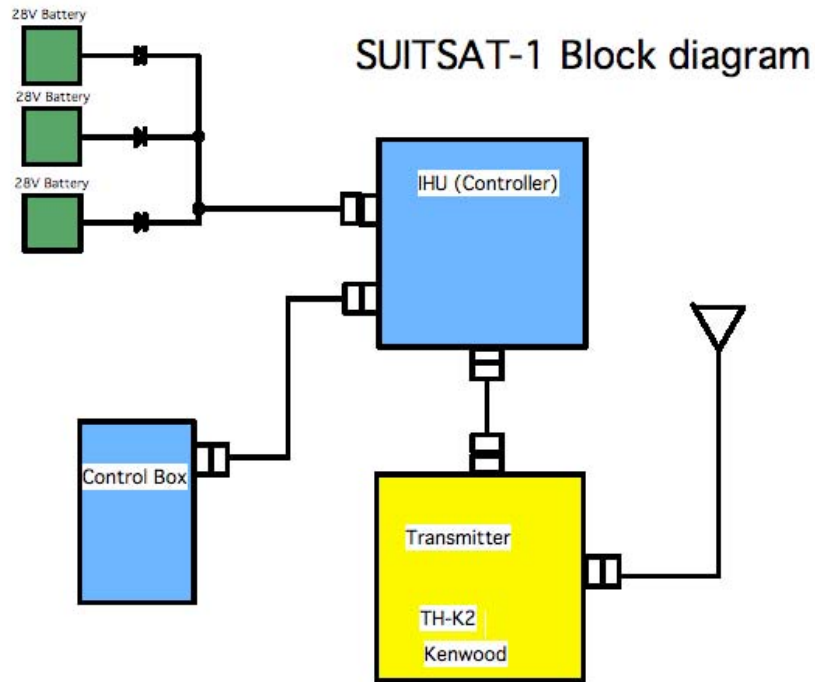 28V Battery
SUITSAT-1 Block diagram
28V Battery
28V Battery
IHU (Controller)
Control Box
Transmitter
TH-K2
Kenwood